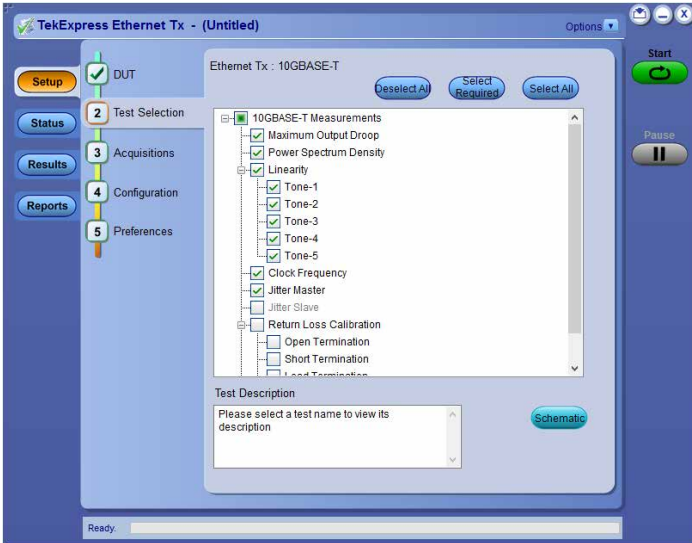 TekExpress Ethernet Tx - (Untitled)
Options
Start
Pause
Setup
Status
Results
Reports
DUT
2 Test Selection
3 Acquisitions
4 Configuration
5 Preferences
Ethernet Tx : 10GBASE-T
Deselect All
Select Required
Select All
10GBASE-T Measurements
Maximum Output Droop
Power Spectrum Density
Linearity
Tone-1
Tone-2
Tone-3
Tone-4
Tone-5
Clock Frequency
Jitter Master
Jitter Slave
Return Loss Calibration
Open Termination
Short Termination
Load Termination
Test Description
Please select a test name to view its
description
Schematic
Ready.